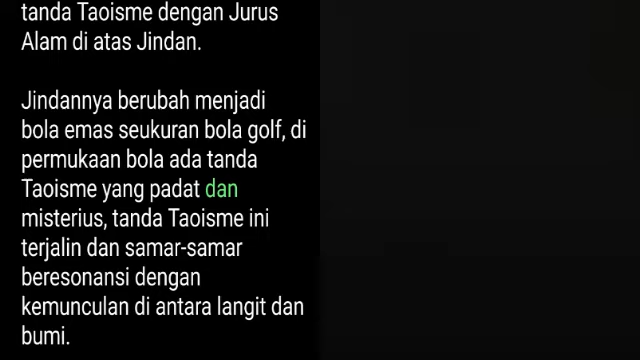 tanda Taoisme dengan Jurus
Alam di atas Jindan.
Jindannya berubah menjadi
bola emas seukuran bola golf, di
permukaan bola ada tanda
Taoisme yang padat dan
misterius, tanda Taoisme ini
terjalin dan samar-samar
beresonansi dengan
kemunculan di antara langit dan
bumi.